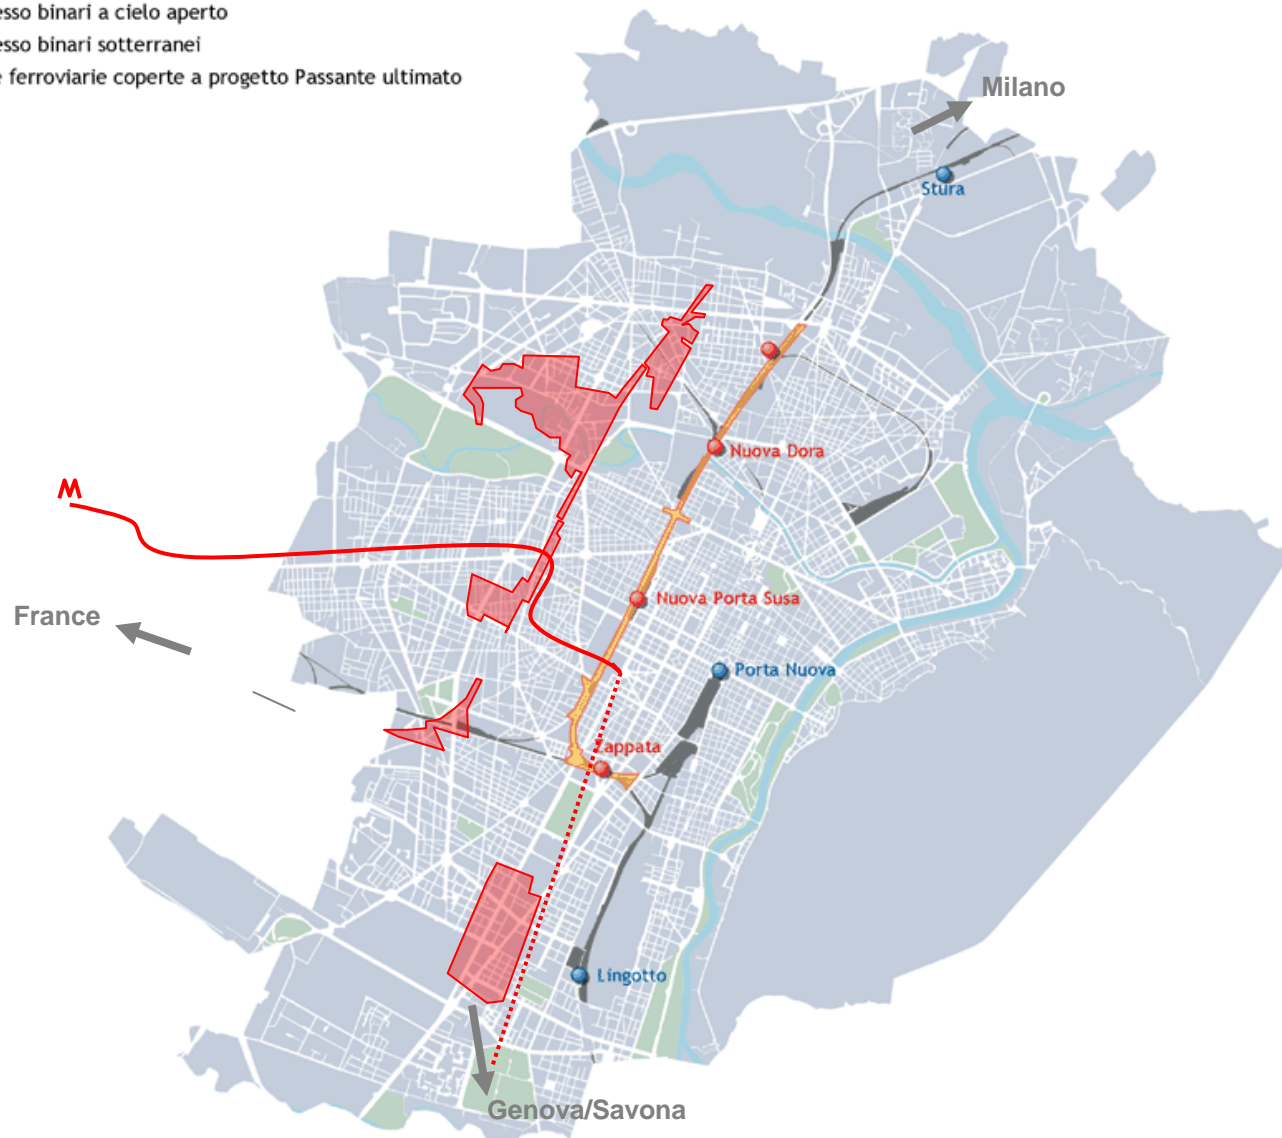 esso binari a cielo aperto
esso binari sotterranei
e ferroviarie coperte a progetto Passante ultimato
Milano
Stura
Nuova Dora
M
Nuova Porta Susa
France
Porta Nuova
Zappata
Lingotto
Genova/Savona